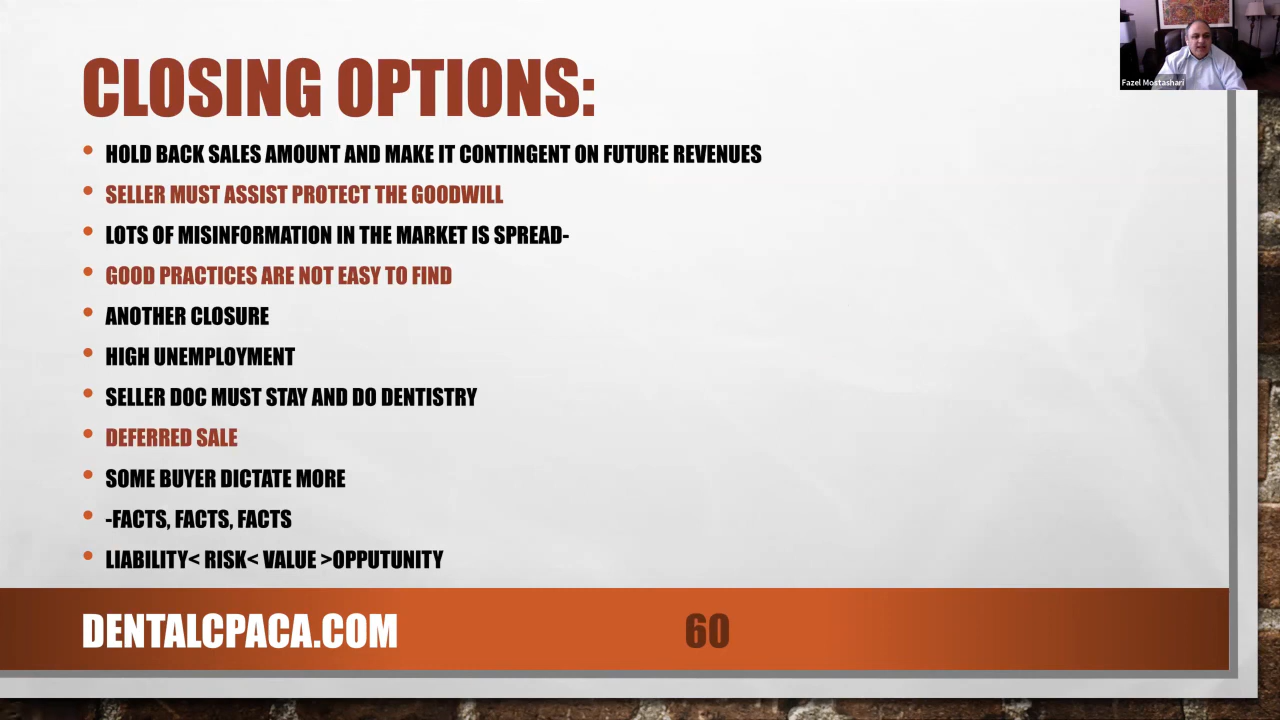 CLOSING OPTIONS:
• HOLD BACK SALES AMOUNT AND MAKE IT CONTINGENT ON FUTURE REVENUES
• SELLER MUST ASSIST PROTECT THE GOODWILL
• LOTS OF MISINFORMATION IN THE MARKET IS SPREAD-
• GOOD PRACTICES ARE NOT EASY TO FIND
• ANOTHER CLOSURE
• HIGH UNEMPLOYMENT
• SELLER DOC MUST STAY AND DO DENTISTRY
• DEFERRED SALE
• SOME BUYER DICTATE MORE
• -FACTS, FACTS, FACTS
• LIABILITY< RISK< VALUE >OPPUTUNITY
DENTALCPACA.COM 60
Fazel Mostashari